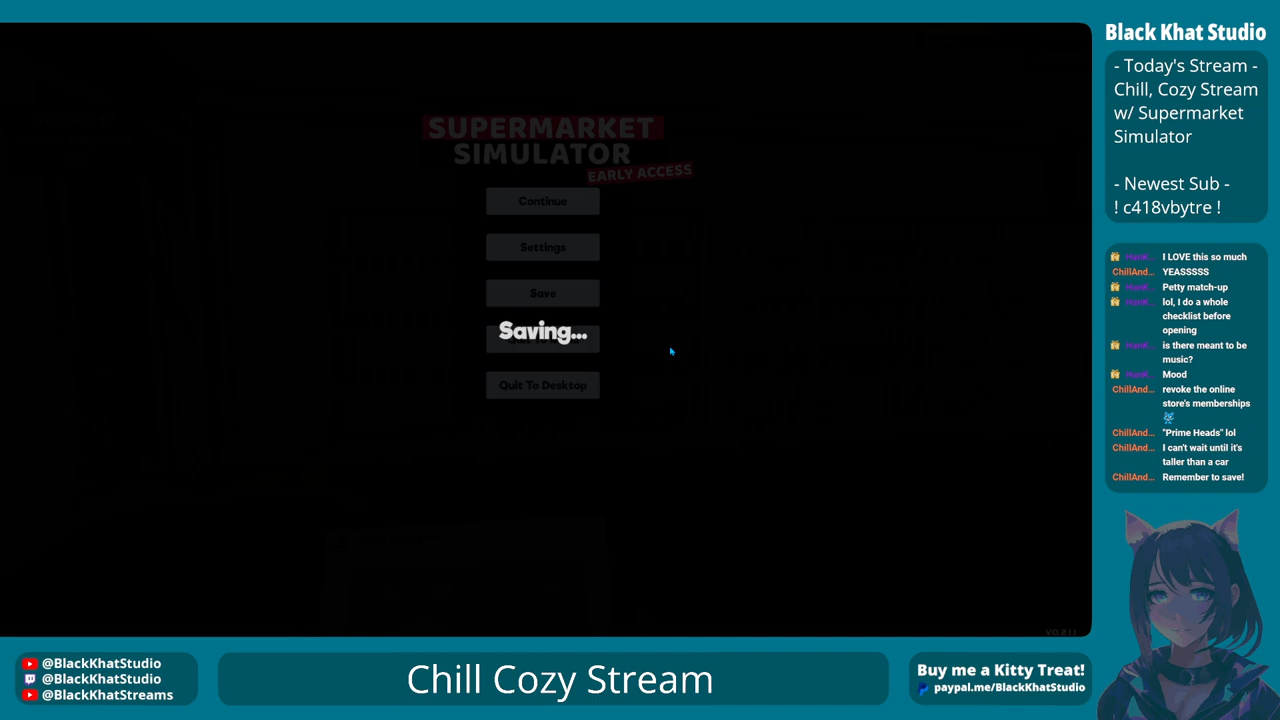 Black Khat Studio
- Today's Stream -
Chill, Cozy Stream
w/ Supermarket
Simulator
- Newest Sub -
! c418vbytre !
SUPERMARKET
SIMULATOR
EARLY ACCESS
Continue
Settings
Save
Saving...
Quit To Desktop
V0.2.1.1
I LOVE this so much
ChillAnd... YEASSSSS
Petty match-up
lol, I do a whole
checklist before
opening
is there meant to be
music?
Mood
ChillAnd... revoke the online
store's memberships
ChillAnd... "Prime Heads" lol
ChillAnd... I can't wait until it's
taller than a car
ChillAnd... Remember to save!
@BlackKhatStudio
@BlackKhatStudio
@BlackKhatStreams
Chill Cozy Stream
Buy me a Kitty Treat!
paypal.me/BlackKhatStudio